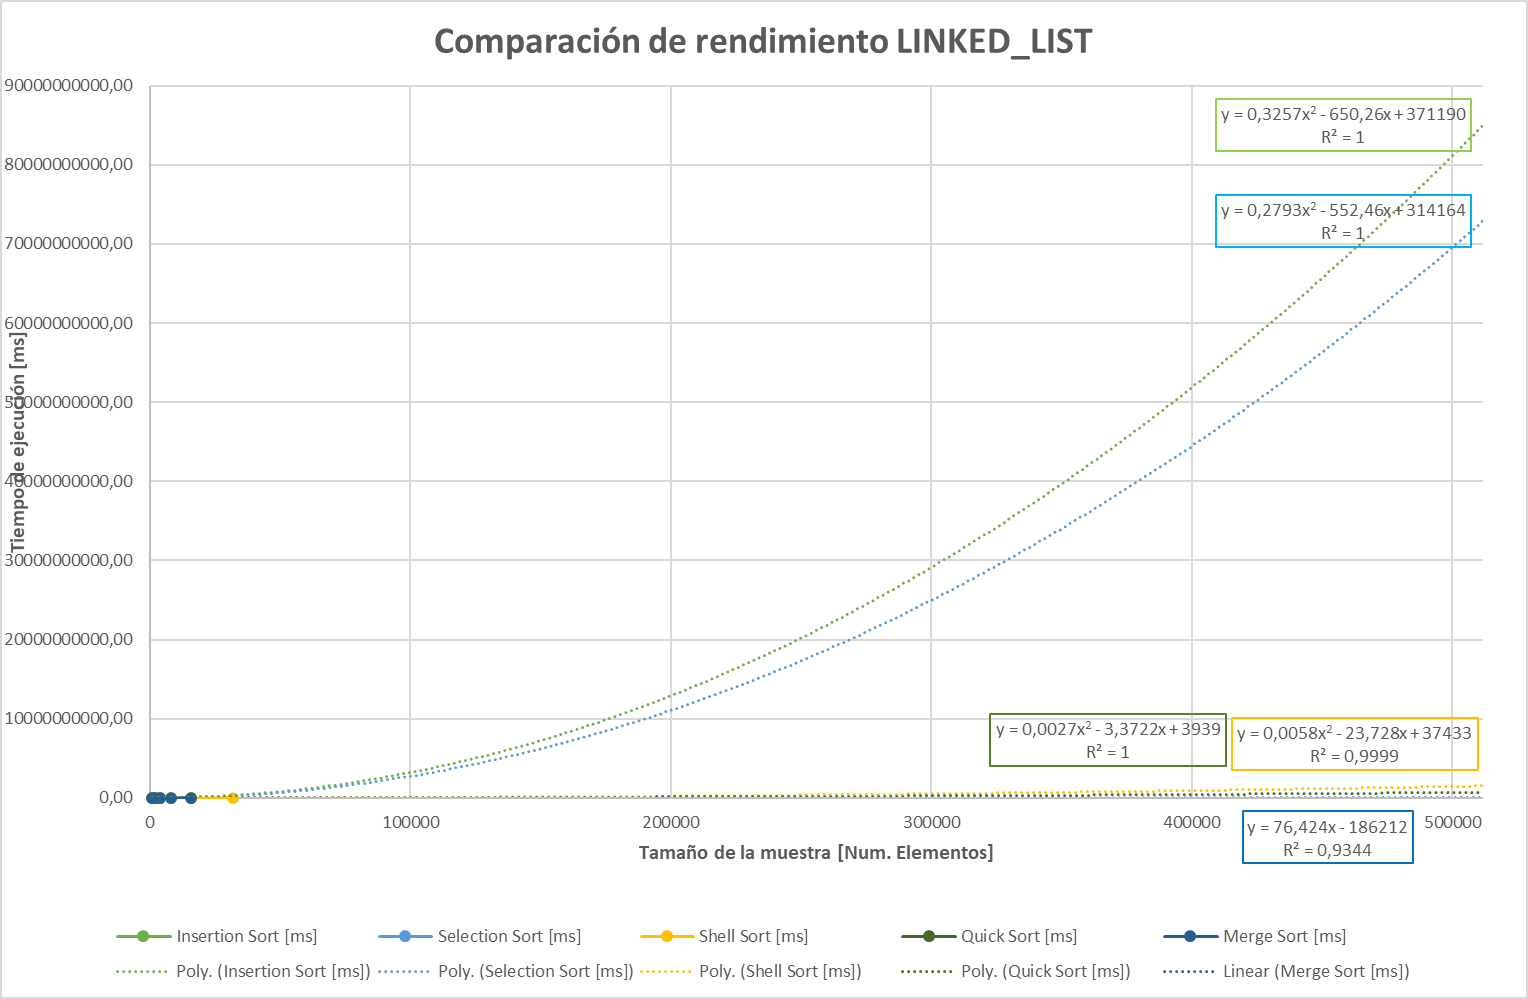 Comparación de rendimiento LINKED_LIST
90000000000,00
80000000000,00
70000000000,00
60000000000,00
50000000000,00
40000000000,00
30000000000,00
20000000000,00
10000000000,00
0,00
Tiempo de ejecución [ms]
y = 0,3257x² - 650,26x + 371190
R² = 1
y = 0,2793x² - 552,46x + 314164
R² = 1
y = 0,0027x² - 3,3722x + 3939
R² = 1
y = 0,0058x² - 23,728x + 37433
R² = 0,9999
y = 76,424x - 186212
R² = 0,9344
0 100000 200000 300000 400000 500000
Tamaño de la muestra [Num. Elementos]
Insertion Sort [ms] Selection Sort [ms] Shell Sort [ms] Quick Sort [ms] Merge Sort [ms]
Poly. (Insertion Sort [ms]) Poly. (Selection Sort [ms]) Poly. (Shell Sort [ms]) Poly. (Quick Sort [ms]) Linear (Merge Sort [ms])